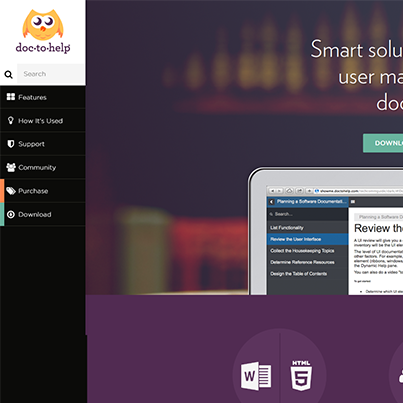 doc-to-help
Search
Features
How It's Used
Support
Community
Purchase
Download
Smart solu
user ma
doc
DOWNLO
Planning a Software Documentati...
Search...
List Functionality
Review the User Interface
Collect the Housekeeping Topics
Determine Reference Resources
Design the Table of Contents
Planning a Software Docu
Review the
A UI review will give you a
inventory will be the UI ele
The level of UI documentati
other factors. For example,
element (ribbons, windows,
the Dynamic Help pane.
You can also do a video "to
Determine which UI ele
W
HTML
5